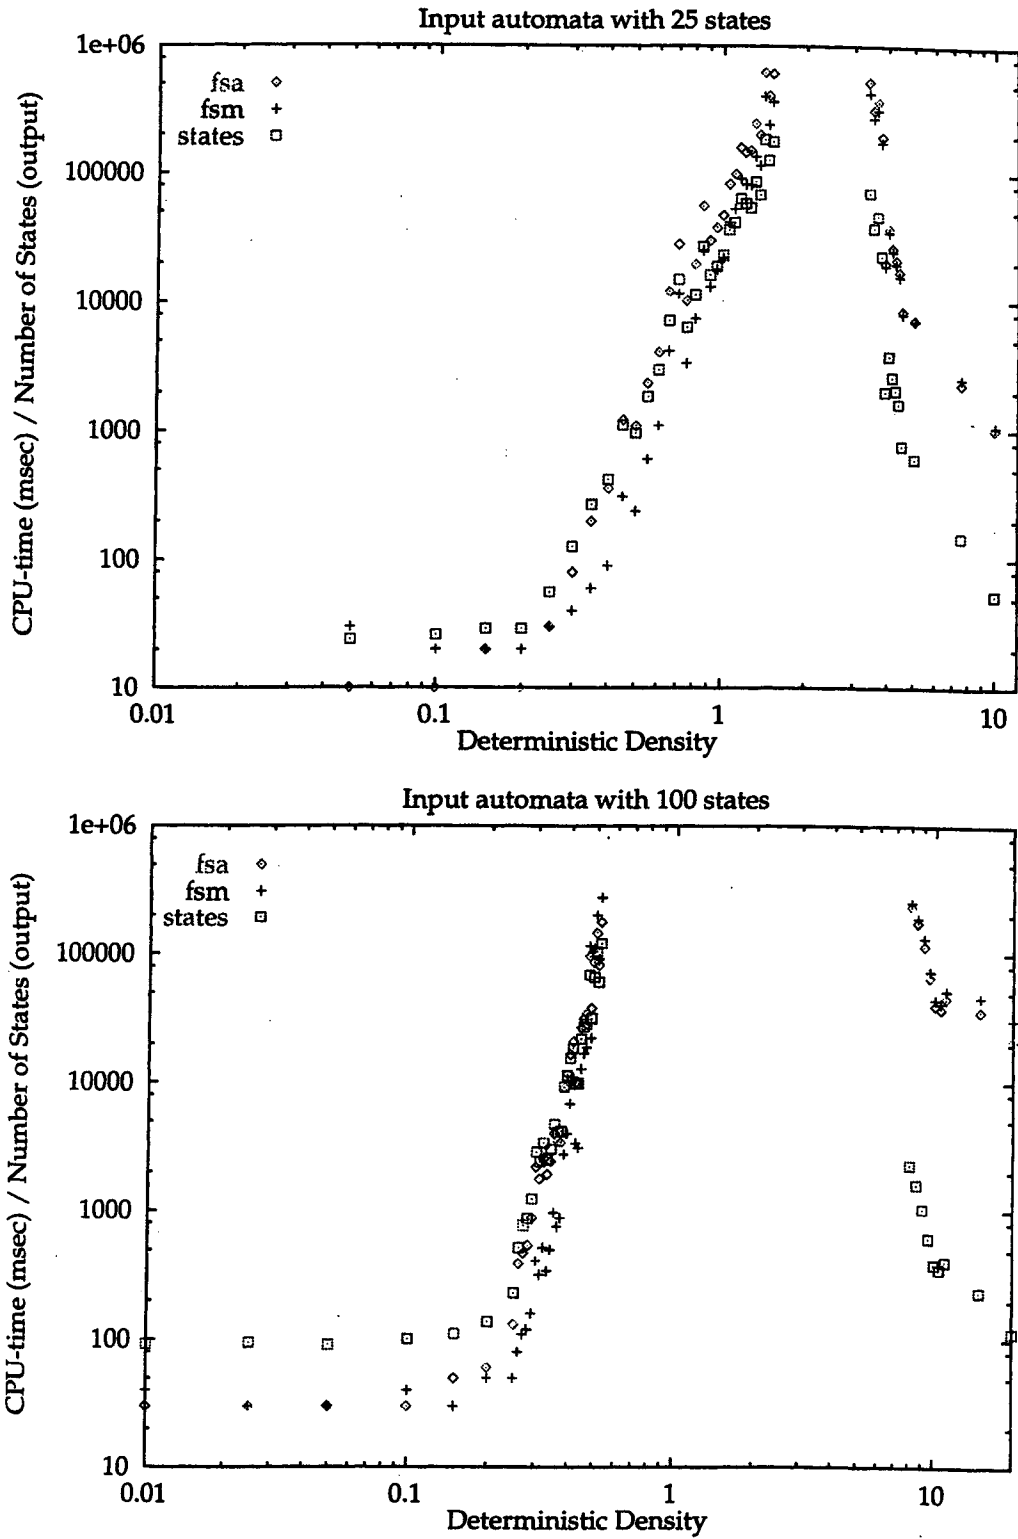 Input automata with 25 states
1e+06
fsa
fsm
states
100000
10000
1000
100
10
0.01
0.1
1
10
CPU-time (msec) / Number of States (output)
Deterministic Density
Input automata with 100 states
1e+06
fsa
fsm
states
100000
10000
1000
100
10
0.01
0.1
1
10
CPU-time (msec) / Number of States (output)
Deterministic Density